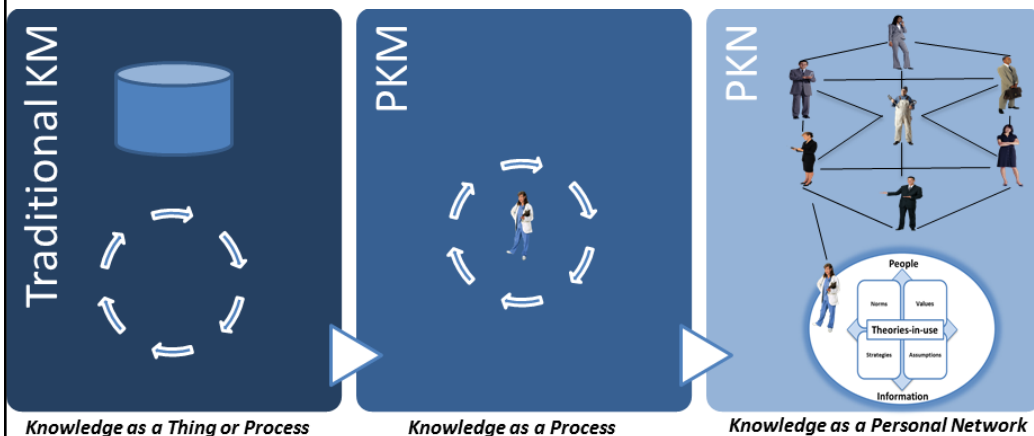 Traditional KM
PKM
PKN
People
Norms
Values
Theories-in-use
Strategies
Assumptions
Information
Knowledge as a Thing or Process
Knowledge as a Process
Knowledge as a Personal Network